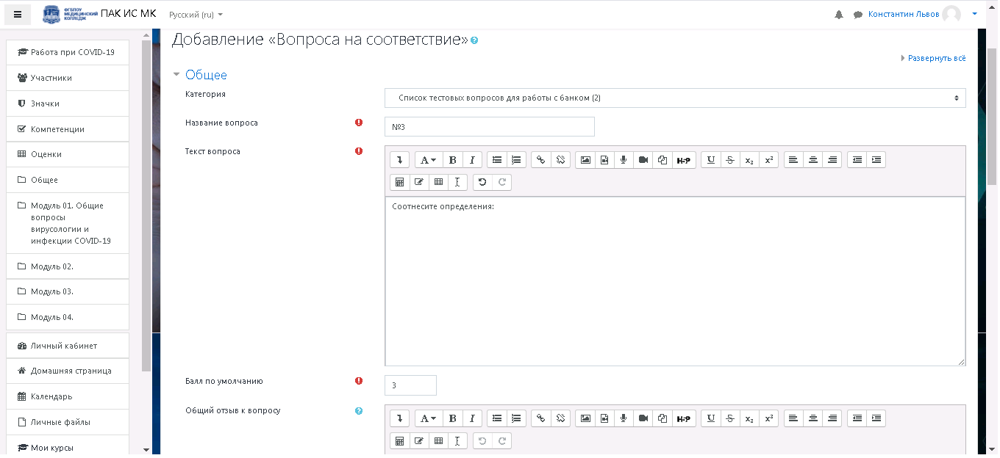 ФГБПОУ
МЕДИЦИНСКИЙ
КОЛЛЕДЖ
ПАК ИС МК
Русский (ru)
Константин Львов
Работа при COVID-19
Участники
Значки
Компетенции
Оценки
Общее
Модуль 01. Общие
вопросы
вирусологии и
инфекции COVID-19
Модуль 02.
Модуль 03.
Модуль 04.
Личный кабинет
Домашняя страница
Календарь
Личные файлы
Мои курсы
Добавление «Вопроса на соответствие»
Развернуть всё
Общее
Категория
Список тестовых вопросов для работы с банком (2)
Название вопроса
№3
Текст вопроса
A B I H-P U S x₂ x²
Соотнесите определения:
Балл по умолчанию
3
Общий отзыв к вопросу
A B I H-P U S x₂ x²